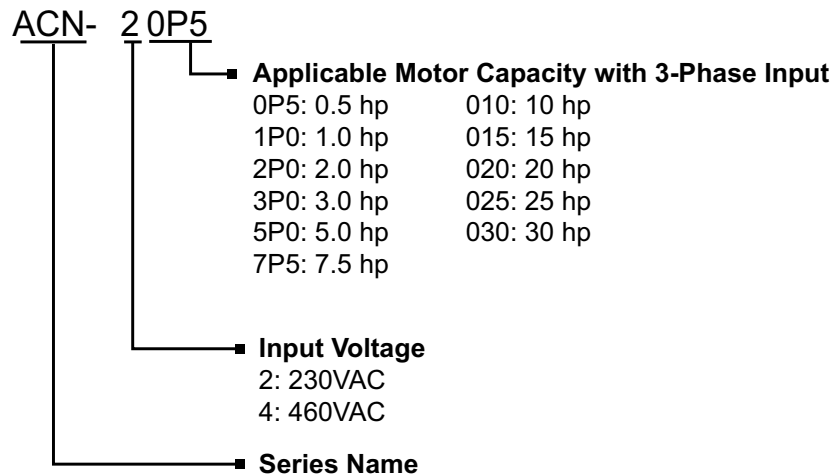 ACN- 2 0P5
Applicable Motor Capacity with 3-Phase Input
0P5: 0.5 hp 010: 10 hp
1P0: 1.0 hp 015: 15 hp
2P0: 2.0 hp 020: 20 hp
3P0: 3.0 hp 025: 25 hp
5P0: 5.0 hp 030: 30 hp
7P5: 7.5 hp
Input Voltage
2: 230VAC
4: 460VAC
Series Name